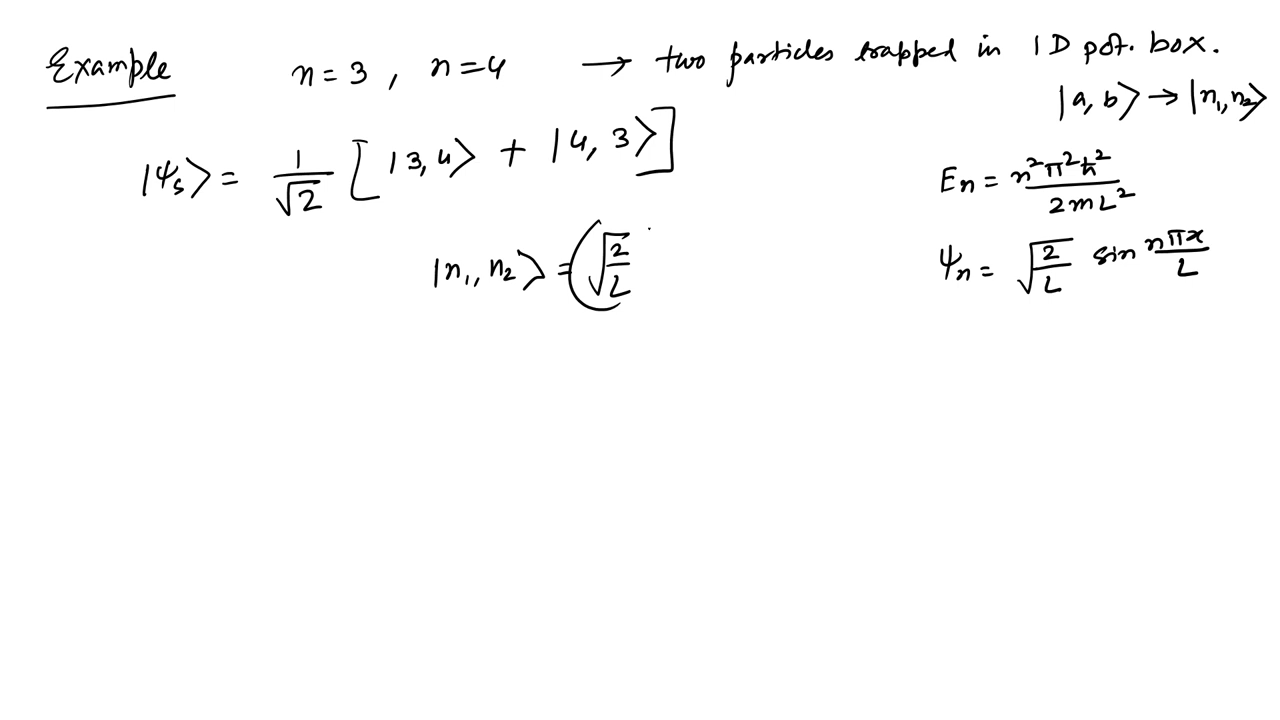 Example n = 3 , n = 4 → two particles trapped in 1D pot. box.
|a, b⟩ → |n₁, n₂⟩
|ψₛ⟩ = 1/√2 [ |3, 4⟩ + |4, 3⟩ ]
Eₙ = n²π²ħ² / 2mL²
|n₁, n₂⟩ = ( √(2/L)
ψₙ = √(2/L) sin nπx/L